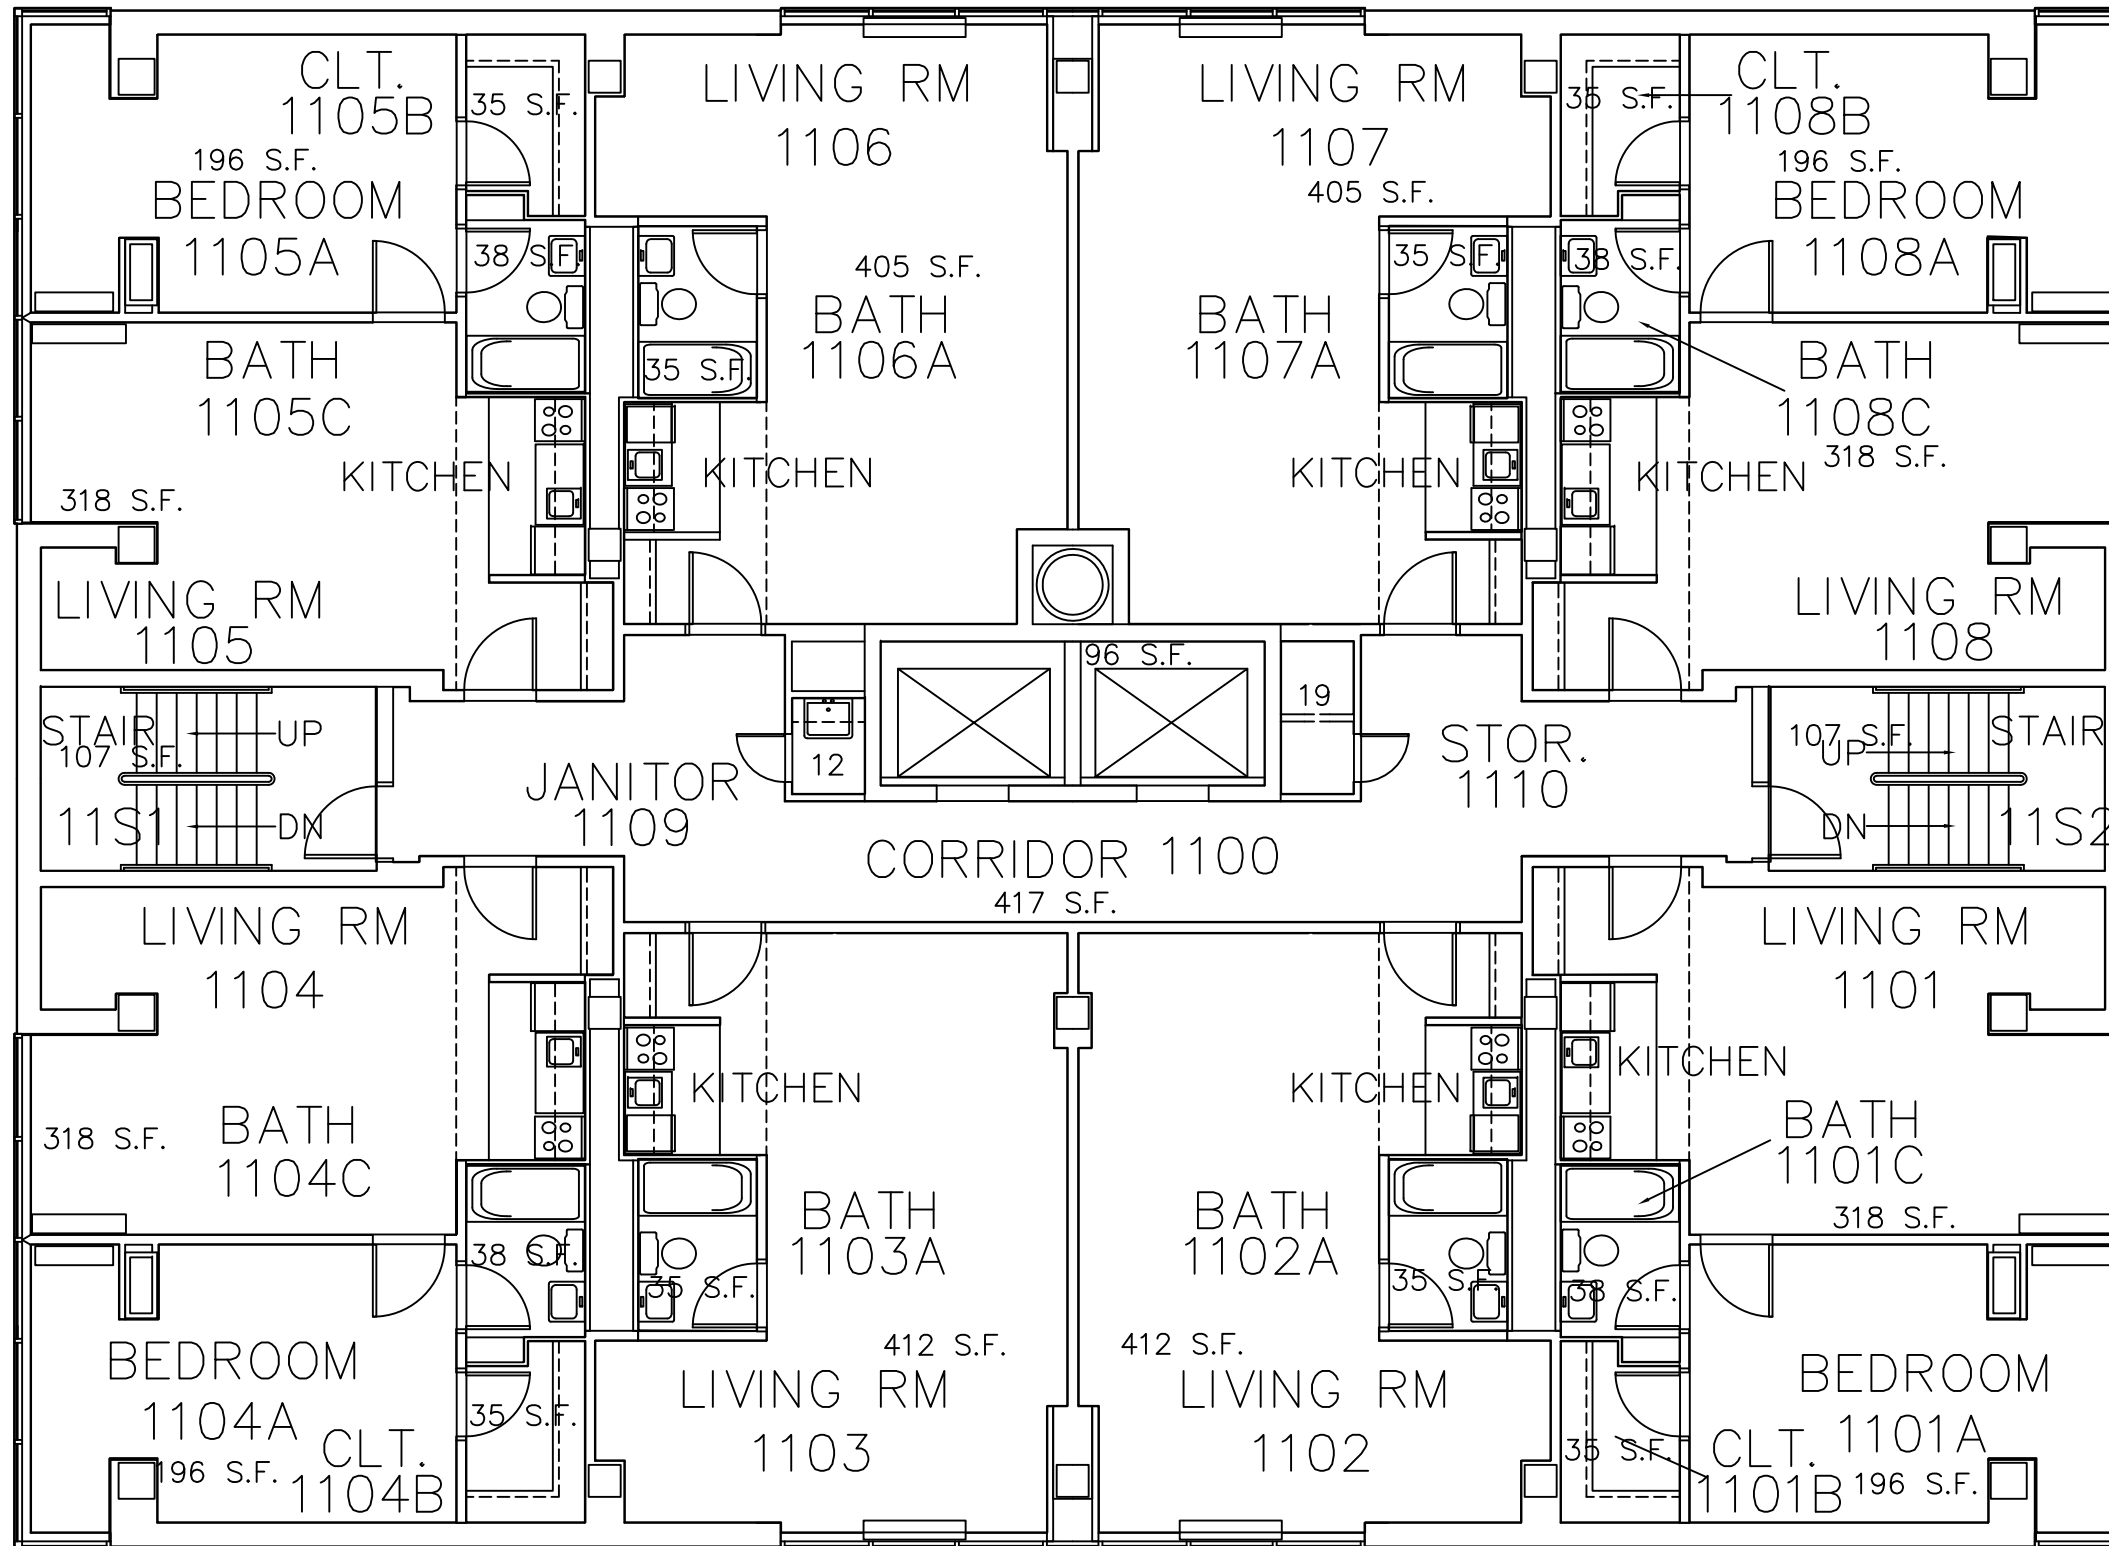 CLT.
1105B
35 S.F.
196 S.F.
BEDROOM
1105A
38 S.F.
LIVING RM
1106
405 S.F.
BATH
1106A
35 S.F.
LIVING RM
1107
405 S.F.
35 S.F.
BATH
1107A
35 S.F.
CLT.
1108B
196 S.F.
BEDROOM
1108A
38 S.F.
BATH
1105C
KITCHEN
318 S.F.
LIVING RM
1105
KITCHEN
KITCHEN
BATH
1108C
318 S.F.
KITCHEN
LIVING RM
1108
STAIR
107 S.F.
UP
11S1
DN
JANITOR
1109
12
96 S.F.
19
STOR.
1110
107 S.F.
UP
STAIR
DN
11S2
CORRIDOR 1100
417 S.F.
LIVING RM
1104
318 S.F.
BATH
1104C
38 S.F.
BEDROOM
1104A
196 S.F.
CLT.
1104B
35 S.F.
KITCHEN
BATH
1103A
35 S.F.
412 S.F.
LIVING RM
1103
KITCHEN
BATH
1102A
35 S.F.
412 S.F.
LIVING RM
1102
LIVING RM
1101
KITCHEN
BATH
1101C
318 S.F.
38 S.F.
BEDROOM
1101A
196 S.F.
35 S.F.
CLT.
1101B